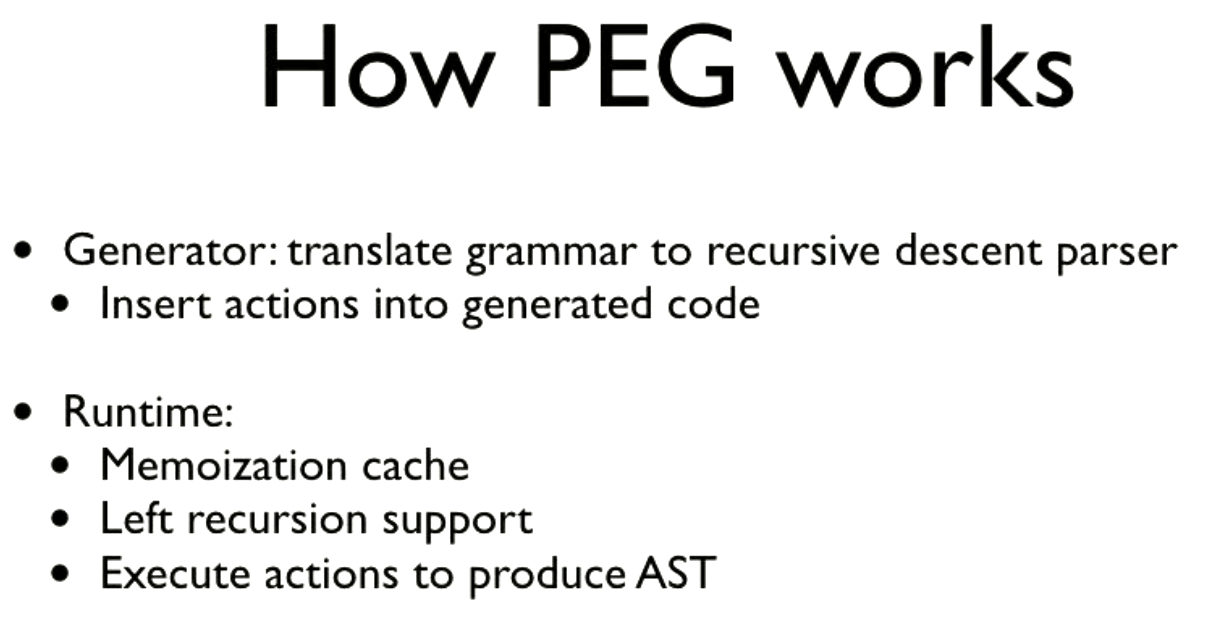 How PEG works
• Generator: translate grammar to recursive descent parser
• Insert actions into generated code
• Runtime:
• Memoization cache
• Left recursion support
• Execute actions to produce AST